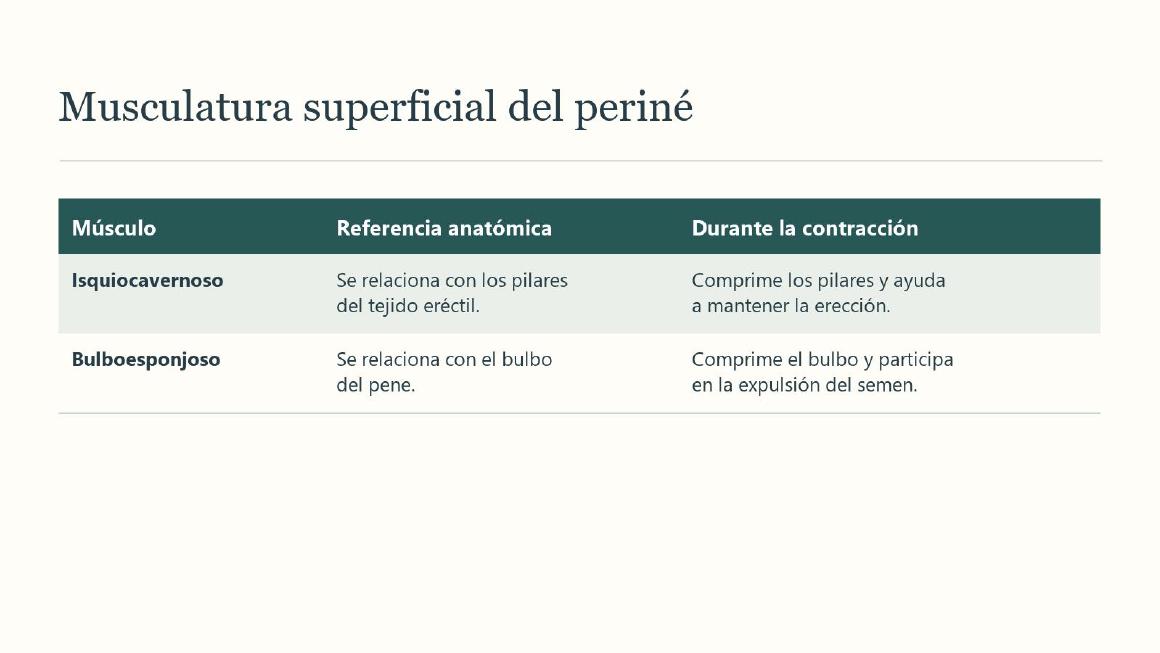 Musculatura superficial del periné
Músculo Referencia anatómica Durante la contracción
Isquiocavernoso Se relaciona con los pilares Comprime los pilares y ayuda
del tejido eréctil. a mantener la erección.
Bulboesponjoso Se relaciona con el bulbo Comprime el bulbo y participa
del pene. en la expulsión del semen.